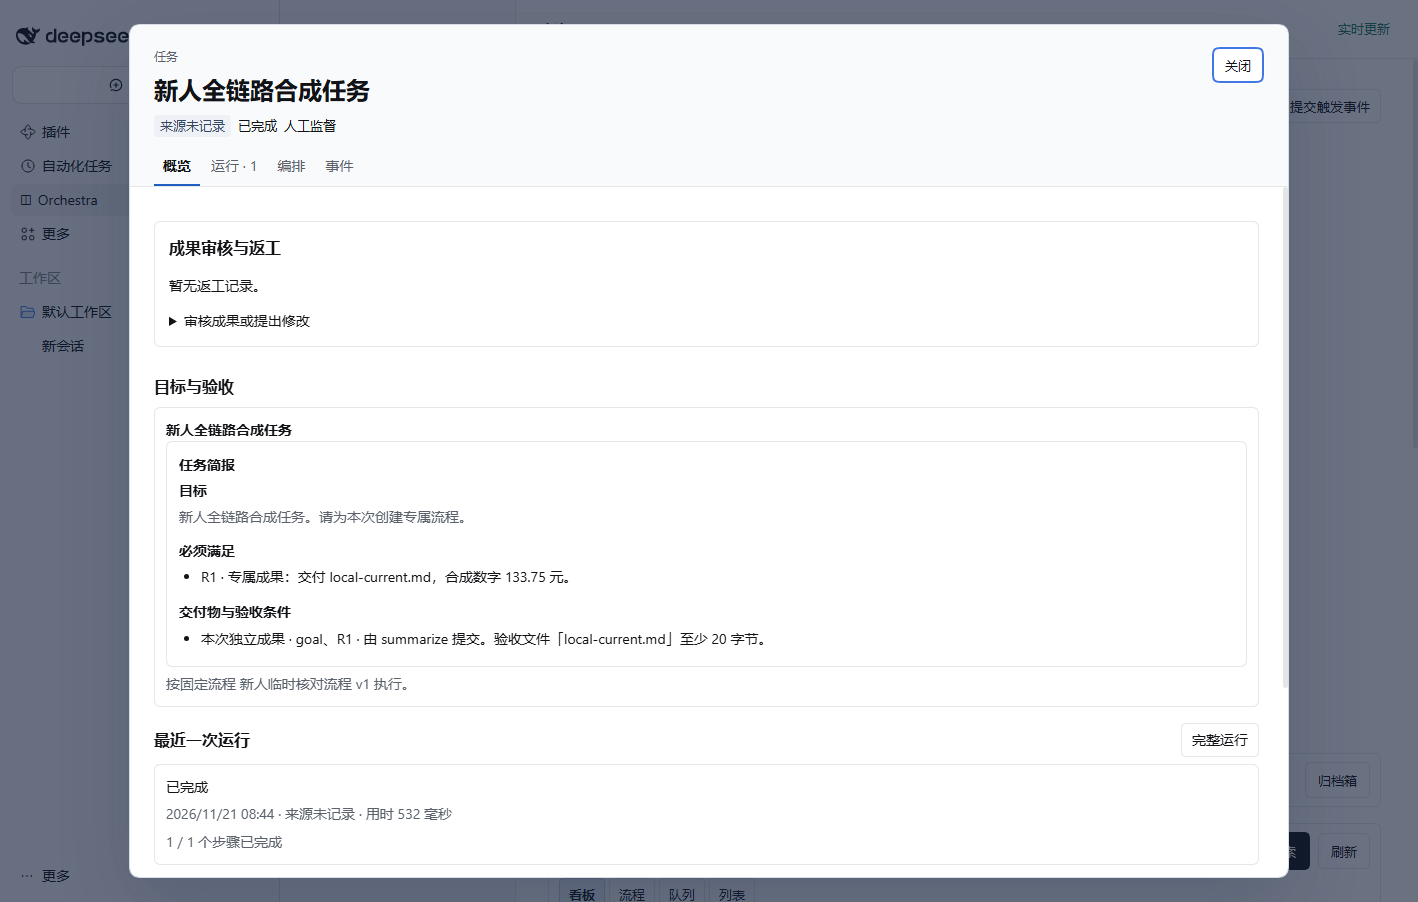 deepsee
实时更新
任务
新人全链路合成任务
关闭
来源未记录 已完成 人工监督
概览 运行 · 1 编排 事件
提交触发事件
插件
自动化任务
Orchestra
更多
工作区
默认工作区
新会话
成果审核与返工
暂无返工记录。
审核成果或提出修改
目标与验收
新人全链路合成任务
任务简报
目标
新人全链路合成任务。请为本次创建专属流程。
必须满足
• R1 · 专属成果：交付 local-current.md，合成数字 133.75 元。
交付物与验收条件
• 本次独立成果 · goal、R1 · 由 summarize 提交。验收文件「local-current.md」至少 20 字节。
按固定流程 新人临时核对流程 v1 执行。
最近一次运行
完整运行
已完成
2026/11/21 08:44 · 来源未记录 · 用时 532 毫秒
1 / 1 个步骤已完成
归档箱
刷新
更多
看板 流程 队列 列表